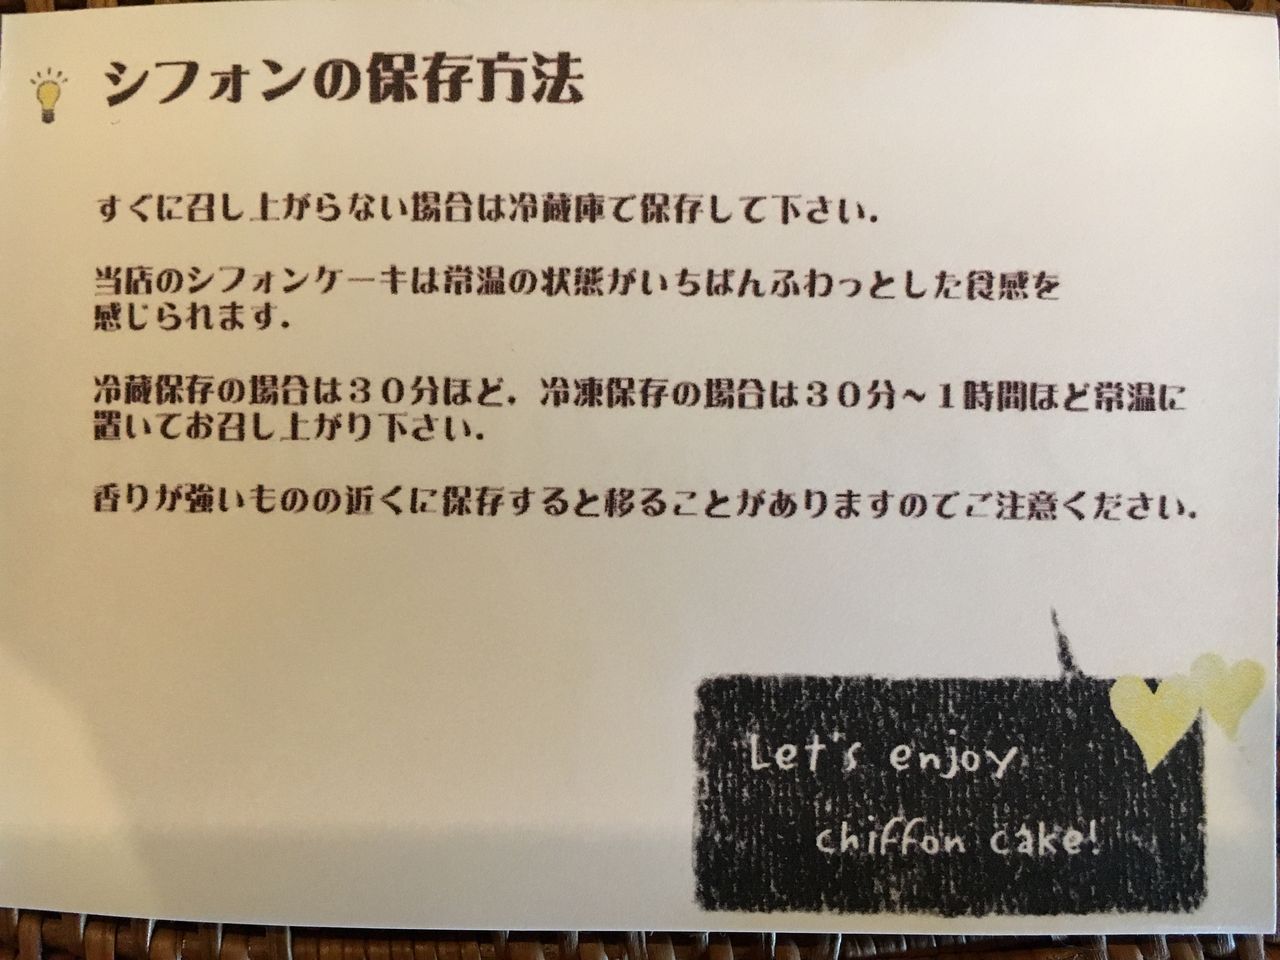 シフォンの保存方法
すぐに召し上がらない場合は冷蔵庫で保存して下さい．
当店のシフォンケーキは常温の状態がいちばんふわっとした食感を
感じられます．
冷蔵保存の場合は３０分ほど．冷凍保存の場合は３０分～１時間ほど常温に
置いてお召し上がり下さい．
香りが強いものの近くに保存すると移ることがありますのでご注意ください．
Let's enjoy
chiffon cake!